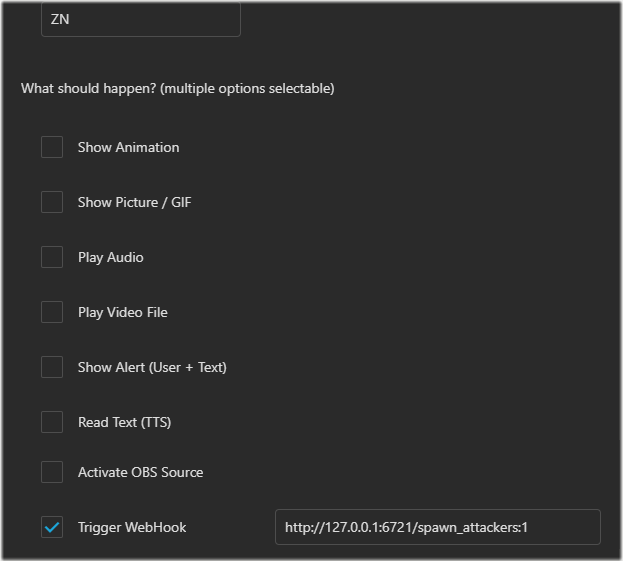 ZN
What should happen? (multiple options selectable)
Show Animation
Show Picture / GIF
Play Audio
Play Video File
Show Alert (User + Text)
Read Text (TTS)
Activate OBS Source
Trigger WebHook http://127.0.0.1:6721/spawn_attackers:1